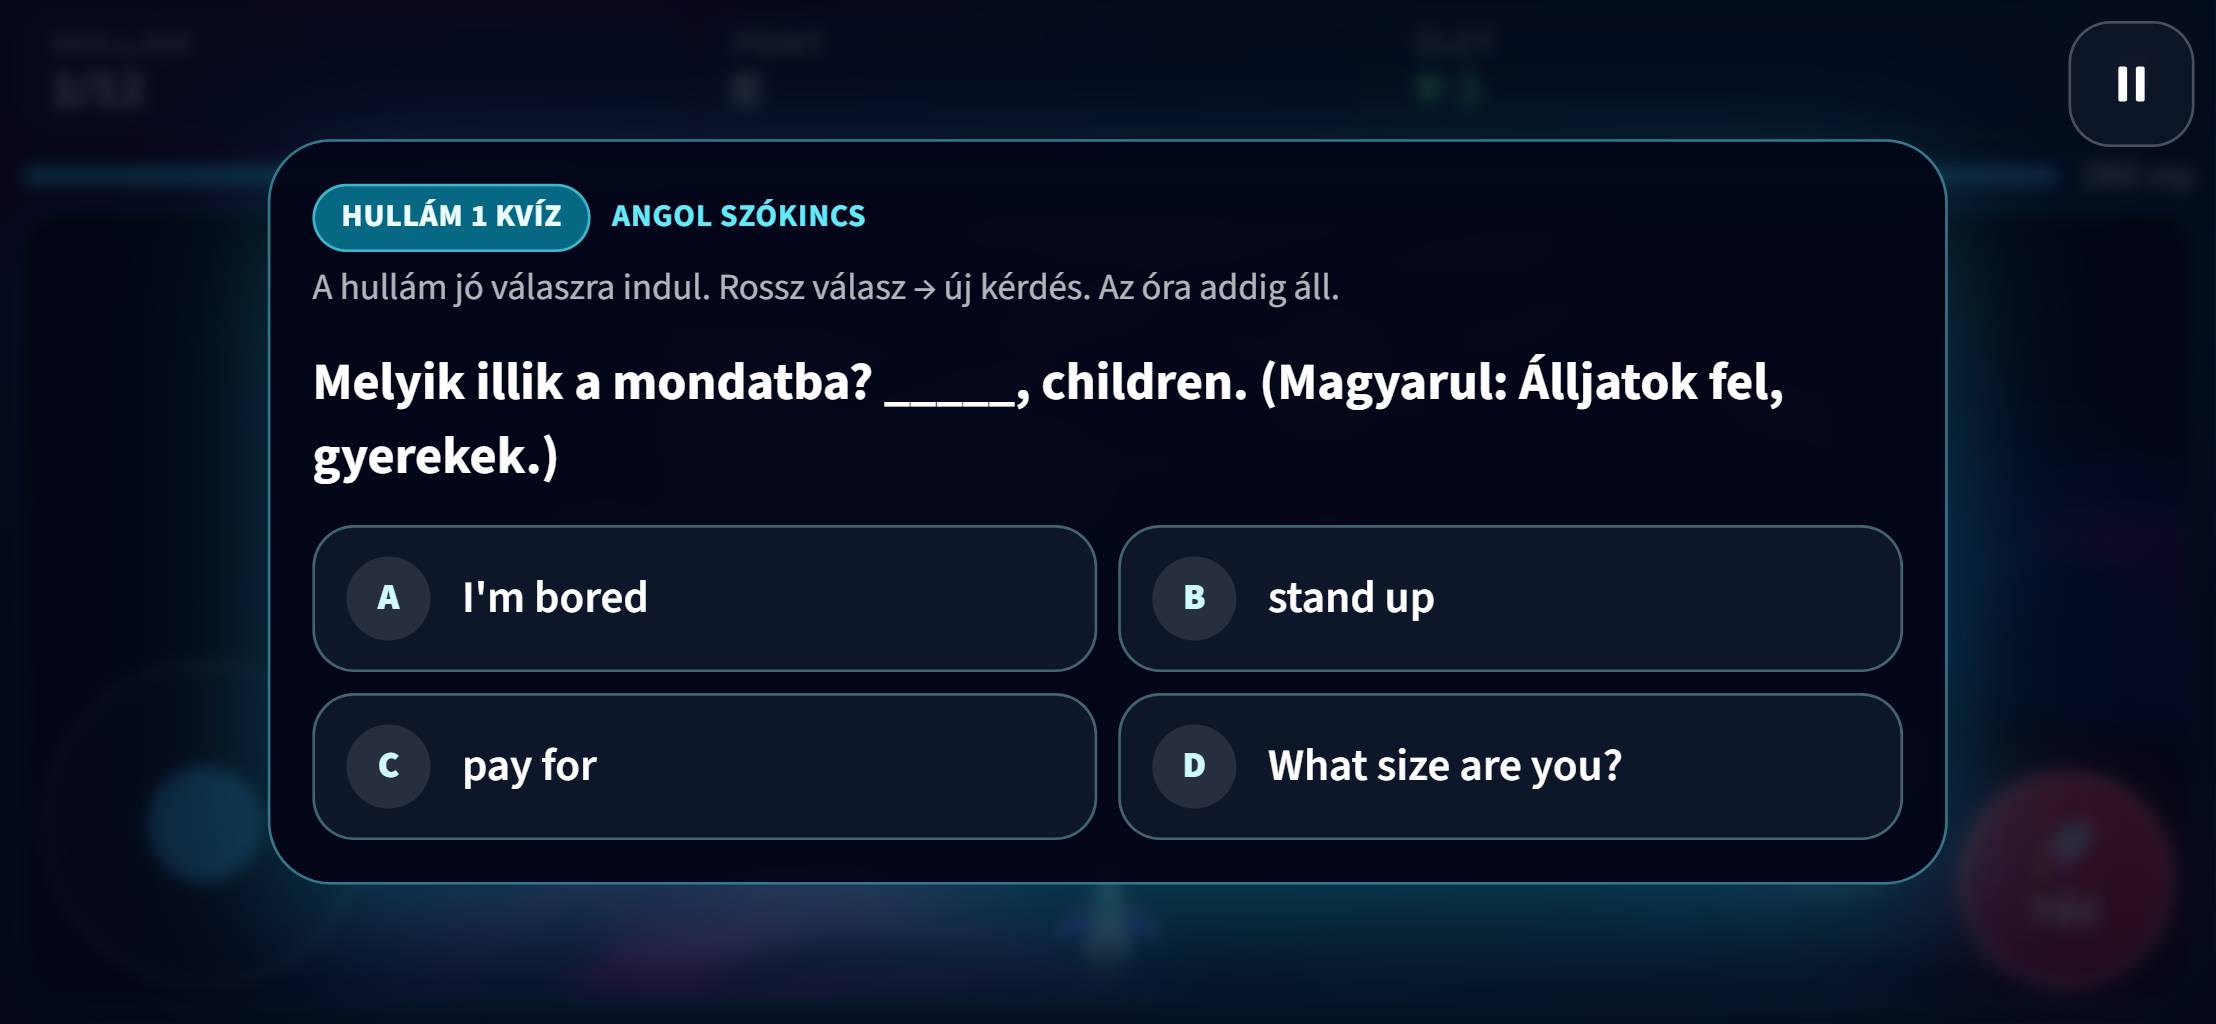 HULLÁM 1 KVÍZ ANGOL SZÓKINCS
A hullám jó válaszra indul. Rossz válasz → új kérdés. Az óra addig áll.
Melyik illik a mondatba? _____, children. (Magyarul: Álljatok fel,
gyerekek.)
A I'm bored
B stand up
C pay for
D What size are you?